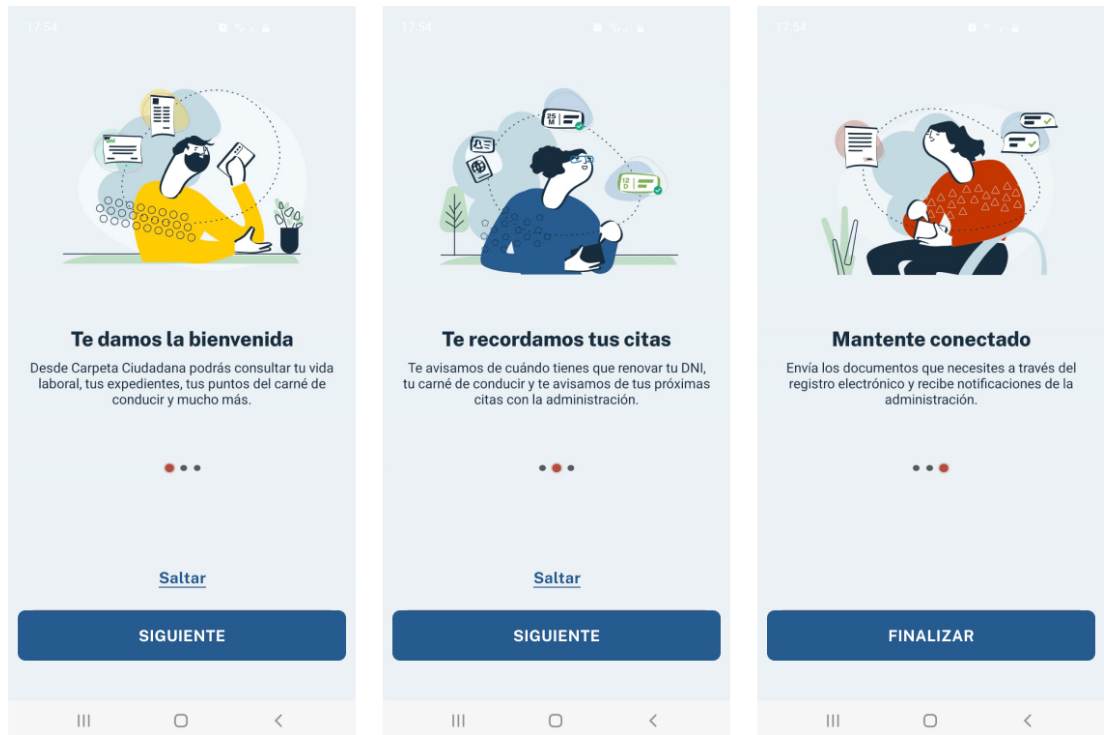 17:54
Te damos la bienvenida
Desde Carpeta Ciudadana podrás consultar tu vida
laboral, tus expedientes, tus puntos del carné de
conducir y mucho más.
Saltar
SIGUIENTE
17:54
25
M
12
D
Te recordamos tus citas
Te avisamos de cuándo tienes que renovar tu DNI,
tu carné de conducir y te avisamos de tus próximas
citas con la administración.
Saltar
SIGUIENTE
17:54
Mantente conectado
Envía los documentos que necesites a través del
registro electrónico y recibe notificaciones de la
administración.
FINALIZAR